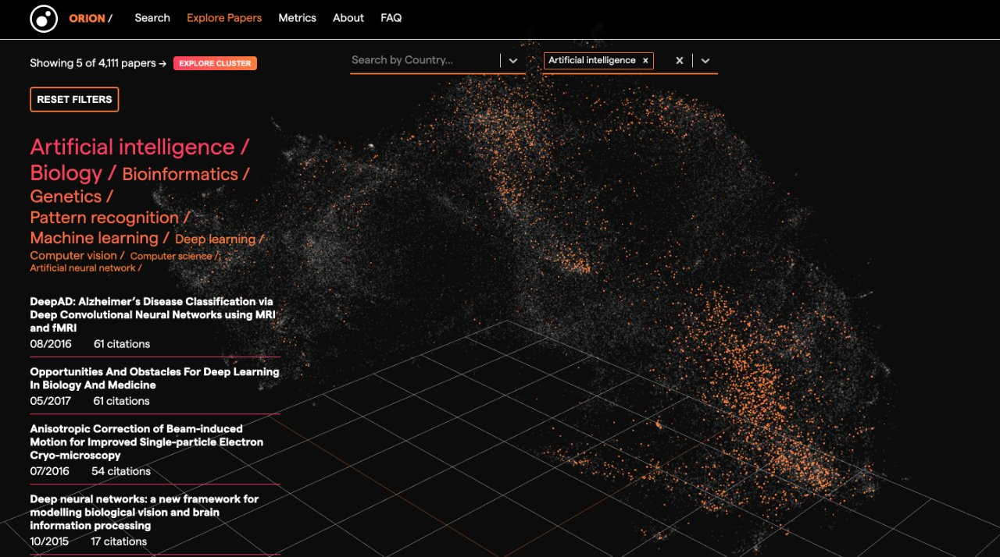 ORION / Search Explore Papers Metrics About FAQ
Showing 5 of 4,111 papers → EXPLORE CLUSTER
Search by Country...
Artificial intelligence ×
RESET FILTERS
Artificial intelligence /
Biology / Bioinformatics /
Genetics /
Pattern recognition /
Machine learning / Deep learning /
Computer vision / Computer science /
Artificial neural network /
DeepAD: Alzheimer's Disease Classification via
Deep Convolutional Neural Networks using MRI
and fMRI
08/2016 61 citations
Opportunities And Obstacles For Deep Learning
In Biology And Medicine
05/2017 61 citations
Anisotropic Correction of Beam-induced
Motion for Improved Single-particle Electron
Cryo-microscopy
07/2016 54 citations
Deep neural networks: a new framework for
modelling biological vision and brain
information processing
10/2015 17 citations